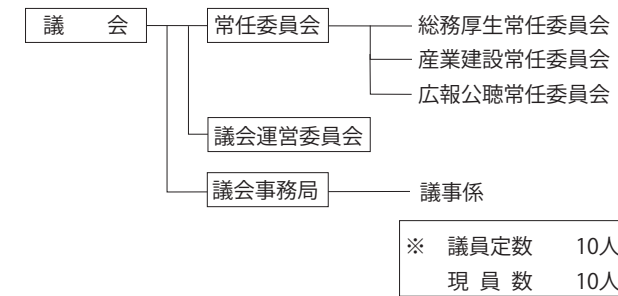 議　会　常任委員会　総務厚生常任委員会
産業建設常任委員会
広報公聴常任委員会
議会運営委員会
議会事務局　議事係
※　議員定数　10人
現 員 数　10人